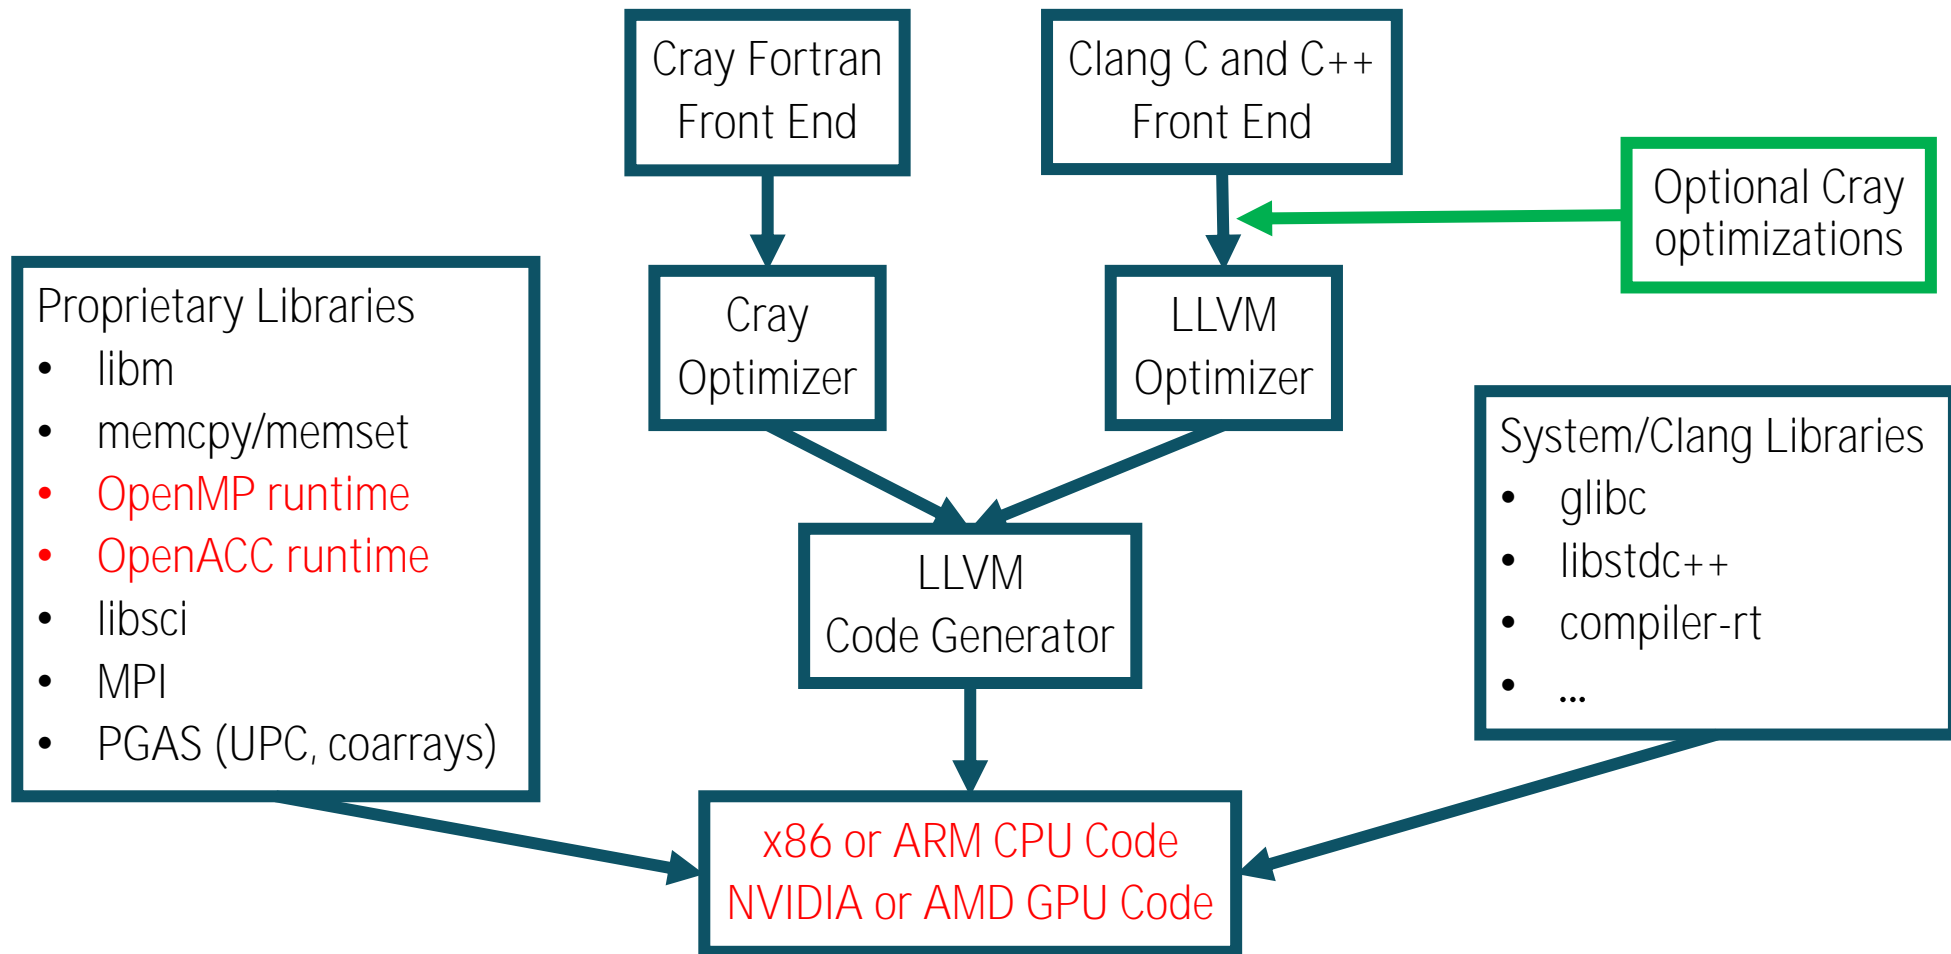 Cray Fortran
Front End
Clang C and C++
Front End
Optional Cray
optimizations
Cray
Optimizer
LLVM
Optimizer
Proprietary Libraries
• libm
• memcpy/memset
• OpenMP runtime
• OpenACC runtime
• libsci
• MPI
• PGAS (UPC, coarrays)
System/Clang Libraries
• glibc
• libstdc++
• compiler-rt
• ...
LLVM
Code Generator
x86 or ARM CPU Code
NVIDIA or AMD GPU Code